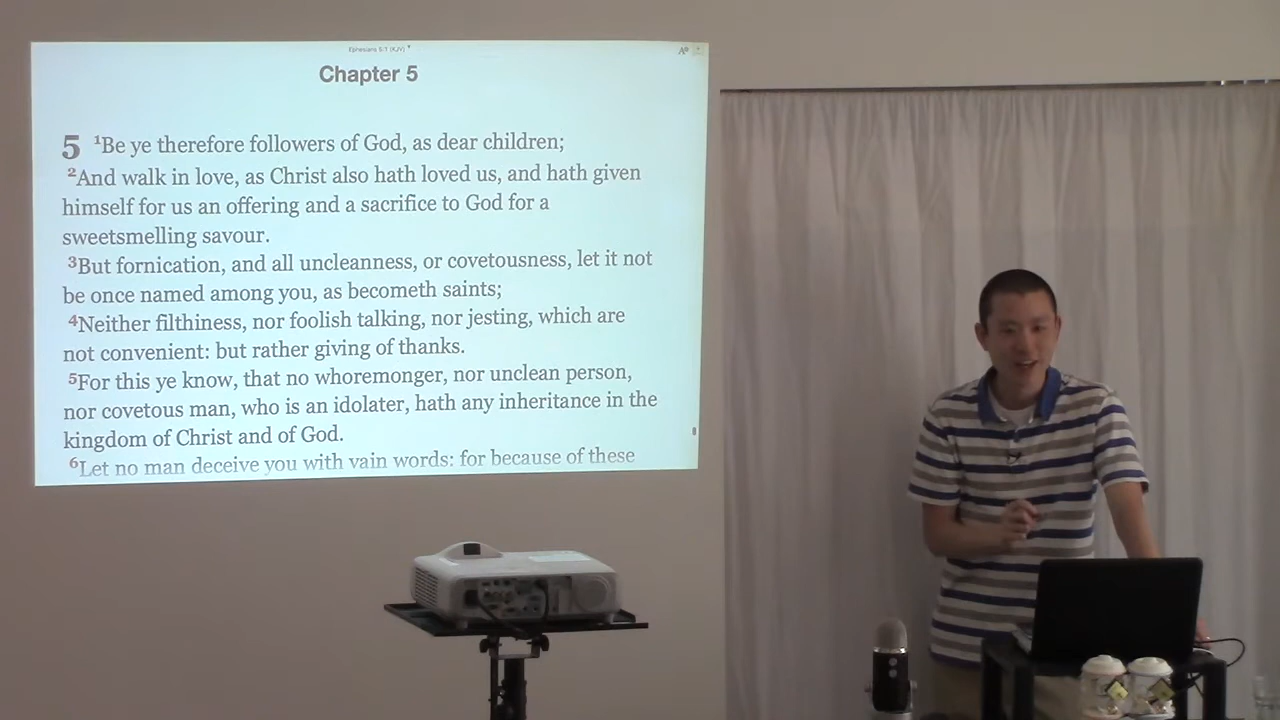 Ephesians 5:1 (KJV)
Chapter 5
5 1Be ye therefore followers of God, as dear children;
2And walk in love, as Christ also hath loved us, and hath given
himself for us an offering and a sacrifice to God for a
sweetsmelling savour.
3But fornication, and all uncleanness, or covetousness, let it not
be once named among you, as becometh saints;
4Neither filthiness, nor foolish talking, nor jesting, which are
not convenient: but rather giving of thanks.
5For this ye know, that no whoremonger, nor unclean person,
nor covetous man, who is an idolater, hath any inheritance in the
kingdom of Christ and of God.
6Let no man deceive you with vain words: for because of these